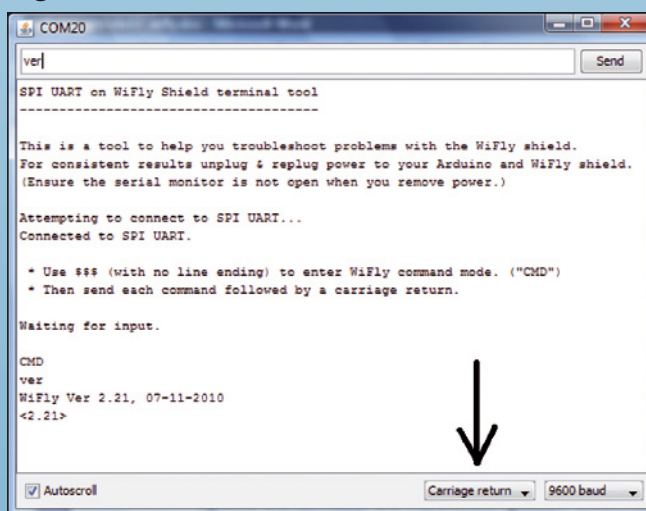 COM20
ver
Send
SPI UART on WiFly Shield terminal tool
--------------------------------------
This is a tool to help you troubleshoot problems with the WiFly shield.
For consistent results unplug & replug power to your Arduino and WiFly shield.
(Ensure the serial monitor is not open when you remove power.)
Attempting to connect to SPI UART...
Connected to SPI UART.
* Use $$$ (with no line ending) to enter WiFly command mode. ("CMD")
* Then send each command followed by a carriage return.
Waiting for input.
CMD
ver
WiFly Ver 2.21, 07-11-2010
<2.21>
Autoscroll
Carriage return
9600 baud